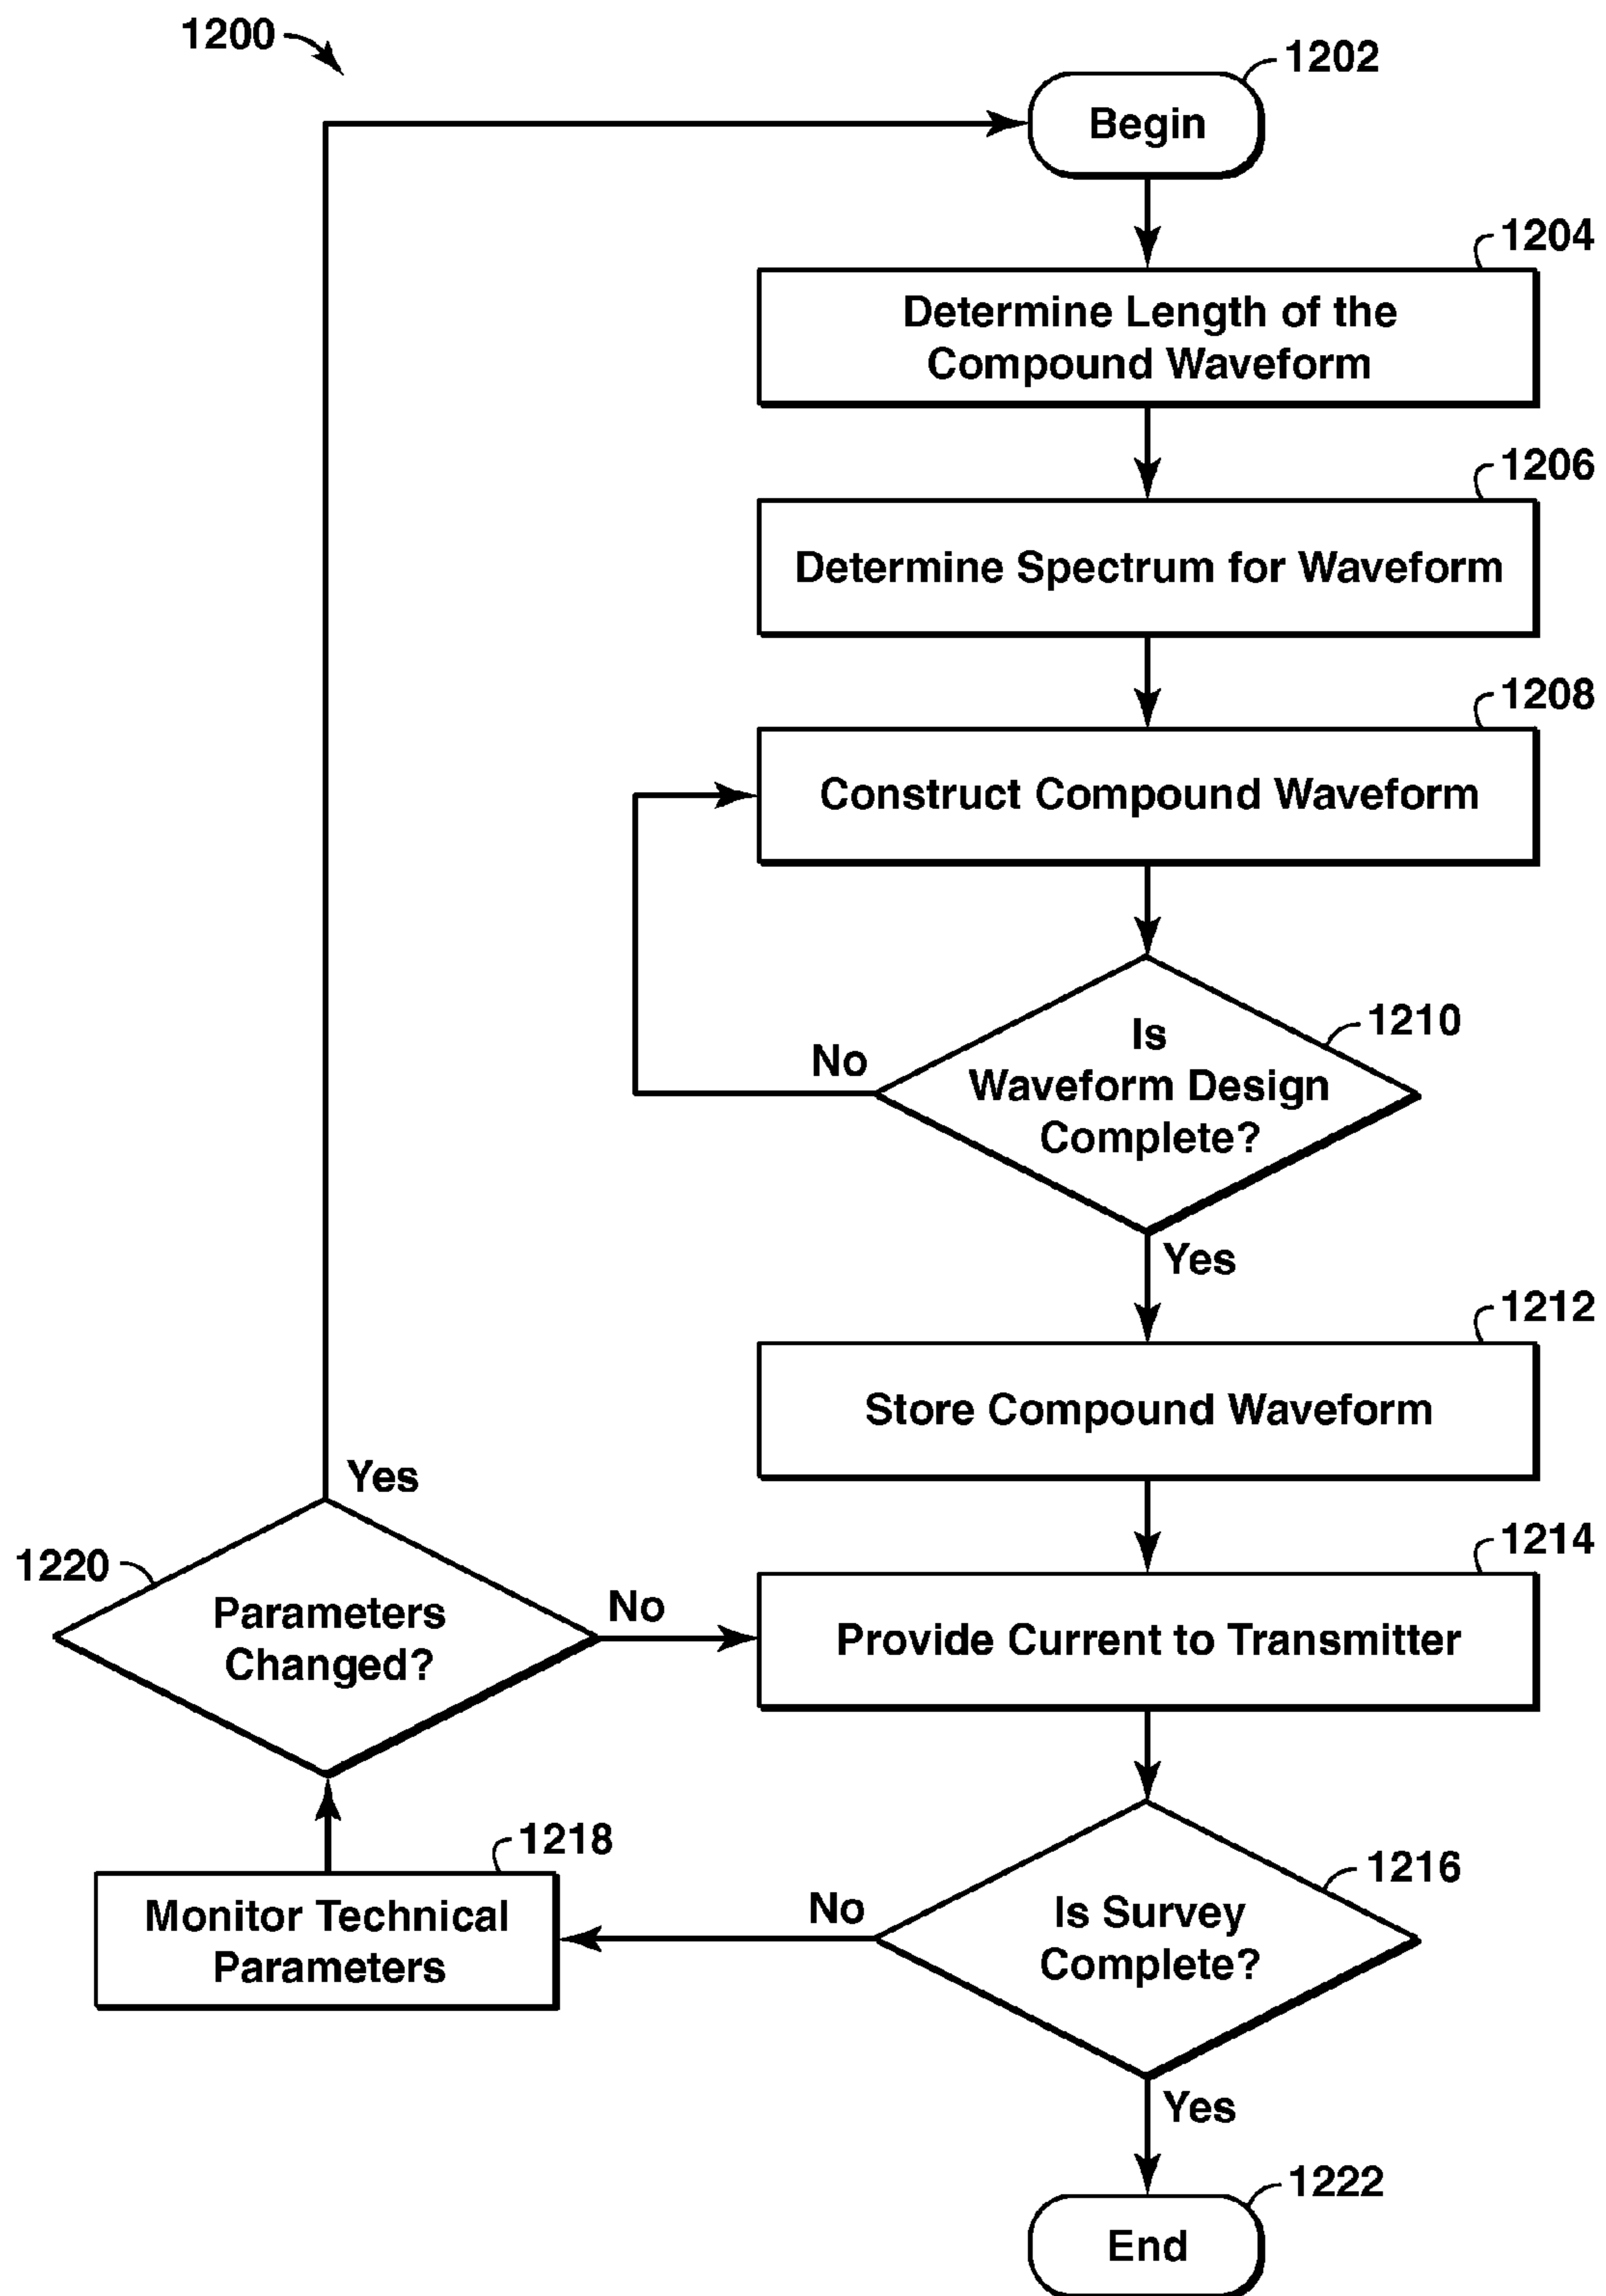 1200
1202
Begin
1204
Determine Length of the
Compound Waveform
1206
Determine Spectrum for Waveform
1208
Construct Compound Waveform
1210
Is
Waveform Design
Complete?
No
Yes
1212
Store Compound Waveform
1214
Provide Current to Transmitter
1216
Is Survey
Complete?
No
Yes
1218
Monitor Technical
Parameters
1220
Parameters
Changed?
Yes
No
1222
End